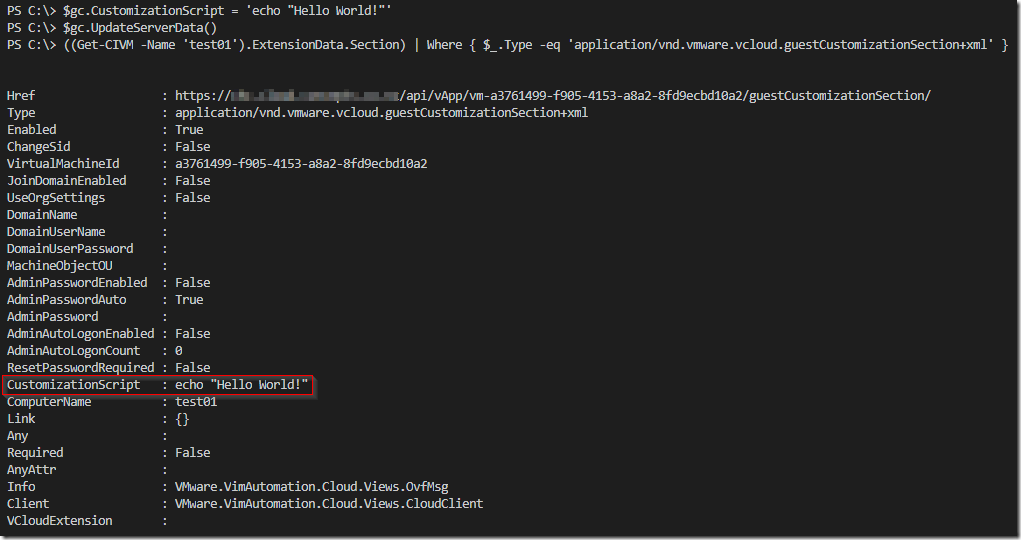 PS C:\> $gc.CustomizationScript = 'echo "Hello World!"'
PS C:\> $gc.UpdateServerData()
PS C:\> ((Get-CIVM -Name 'test01').ExtensionData.Section) | Where { $_.Type -eq 'application/vnd.vmware.vcloud.guestCustomizationSection+xml' }
Href : https:// /api/vApp/vm-a3761499-f905-4153-a8a2-8fd9ecbd10a2/guestCustomizationSection/
Type : application/vnd.vmware.vcloud.guestCustomizationSection+xml
Enabled : True
ChangeSid : False
VirtualMachineId : a3761499-f905-4153-a8a2-8fd9ecbd10a2
JoinDomainEnabled : False
UseOrgSettings : False
DomainName :
DomainUserName :
DomainUserPassword :
MachineObjectOU :
AdminPasswordEnabled : False
AdminPasswordAuto : True
AdminPassword :
AdminAutoLogonEnabled : False
AdminAutoLogonCount : 0
ResetPasswordRequired : False
CustomizationScript : echo "Hello World!"
ComputerName : test01
Link : {}
Any :
Required : False
AnyAttr :
Info : VMware.VimAutomation.Cloud.Views.OvfMsg
Client : VMware.VimAutomation.Cloud.Views.CloudClient
VCloudExtension :